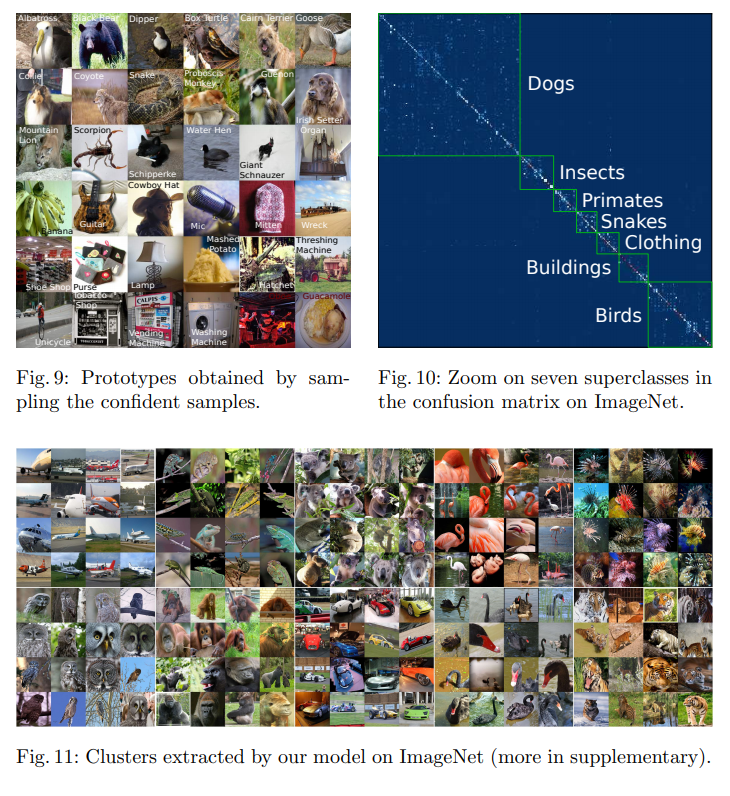 Albatross Black Bear Dipper Box Turtle Cairn Terrier Goose
Collie Coyote Snake Proboscis Monkey Guenon Irish Setter
Mountain Lion Scorpion Schipperke Water Hen Giant Schnauzer Organ
Banana Guitar Cowboy Hat Mic Mitten Wreck
Shoe Shop Purse Lamp Mashed Potato Hatchet Threshing Machine
Unicycle Tobacco Shop Vending Machine Washing Machine Guacamole
CALPIS
TOBACCONIST
Dogs
Insects
Primates
Snakes
Clothing
Buildings
Birds
Fig. 9: Prototypes obtained by sam-
pling the confident samples.
Fig. 10: Zoom on seven superclasses in
the confusion matrix on ImageNet.
Fig. 11: Clusters extracted by our model on ImageNet (more in supplementary).